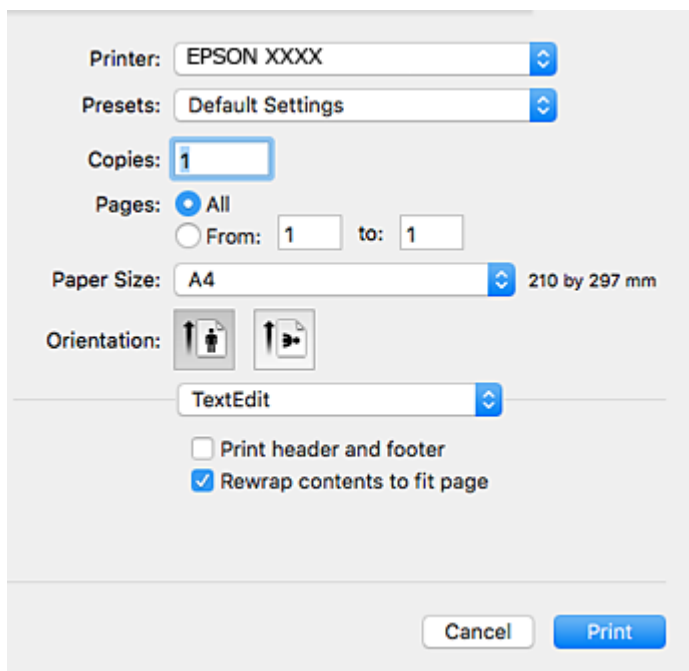 Printer: EPSON XXXX
Presets: Default Settings
Copies: 1
Pages: All
From: 1 to: 1
Paper Size: A4 210 by 297 mm
Orientation:
TextEdit
Print header and footer
Rewrap contents to fit page
Cancel Print